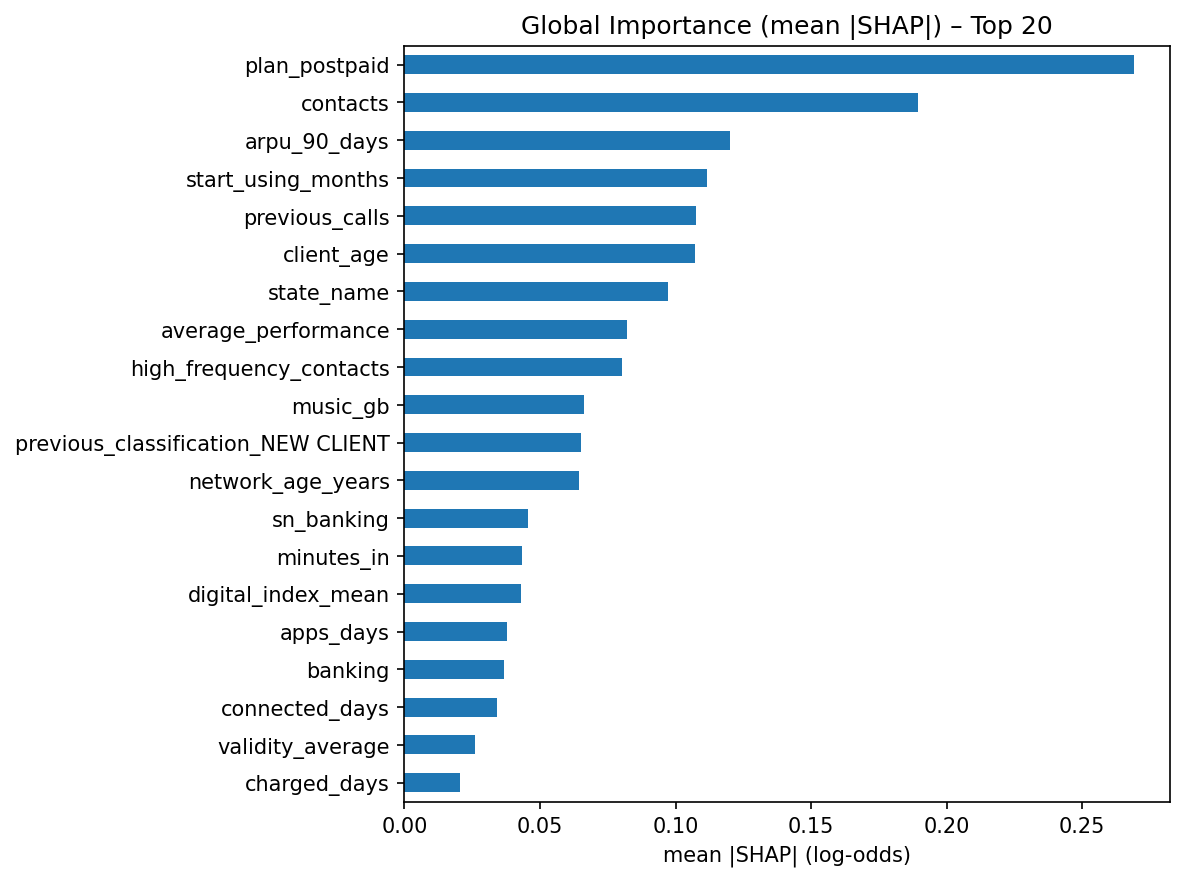 Global Importance (mean |SHAP|) – Top 20
plan_postpaid
contacts
arpu_90_days
start_using_months
previous_calls
client_age
state_name
average_performance
high_frequency_contacts
music_gb
previous_classification_NEW CLIENT
network_age_years
sn_banking
minutes_in
digital_index_mean
apps_days
banking
connected_days
validity_average
charged_days
0.00 0.05 0.10 0.15 0.20 0.25
mean |SHAP| (log-odds)